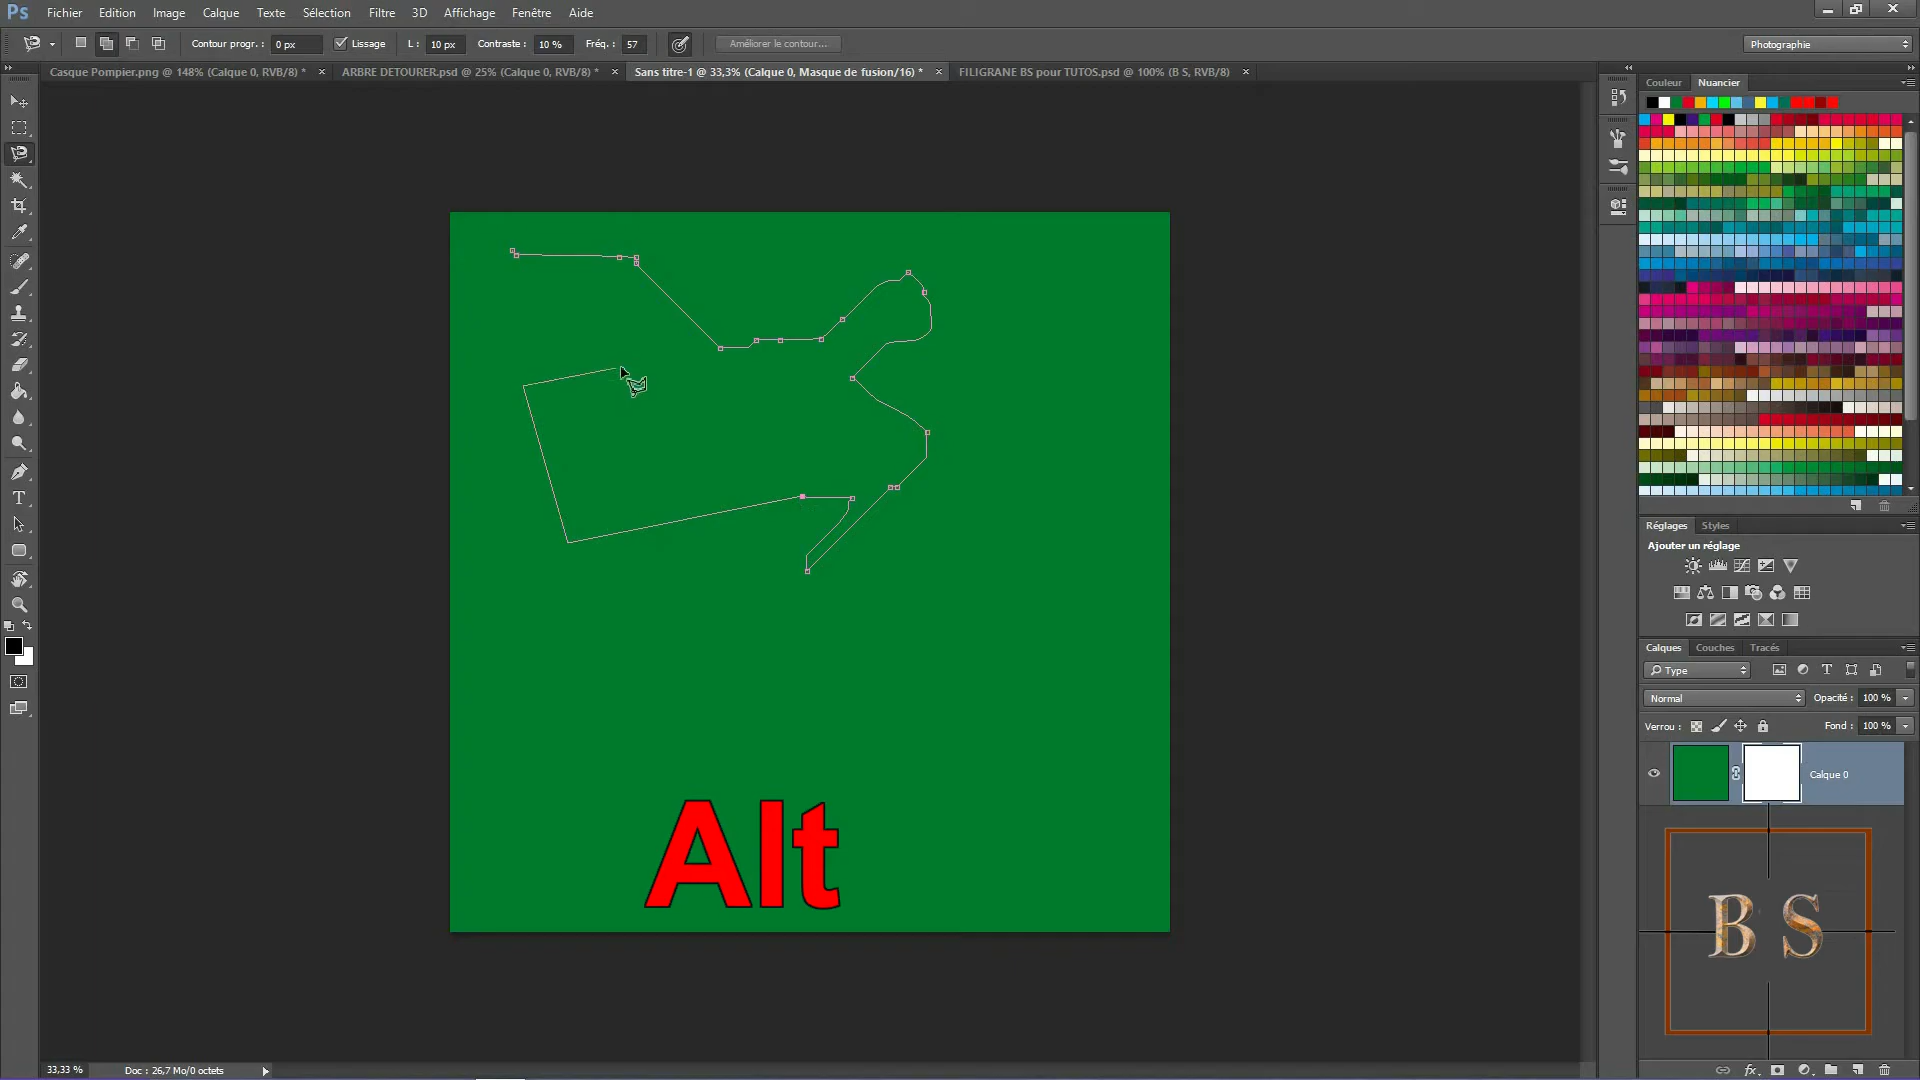 Ps Fichier Edition Image Calque Texte Sélection Filtre 3D Affichage Fenêtre Aide
Contour progr. : 0 px Lissage L : 10 px Contraste : 10 % Fréq. : 57 Améliorer le contour... Photographie
Casque Pompier.png @ 148% (Calque 0, RVB/8) * × ARBRE DETOURER.psd @ 25% (Calque 0, RVB/8) * × Sans titre-1 @ 33,3% (Calque 0, Masque de fusion/16) * × FILIGRANE BS pour TUTOS.psd @ 100% (B S, RVB/8) ×
Couleur Nuancier
Réglages Styles
Ajouter un réglage
Calques Couches Tracés
Type
Normal Opacité : 100 %
Verrou : Fond : 100 %
Calque 0
Alt
B S
33,33 % Doc : 26,7 Mo/0 octets